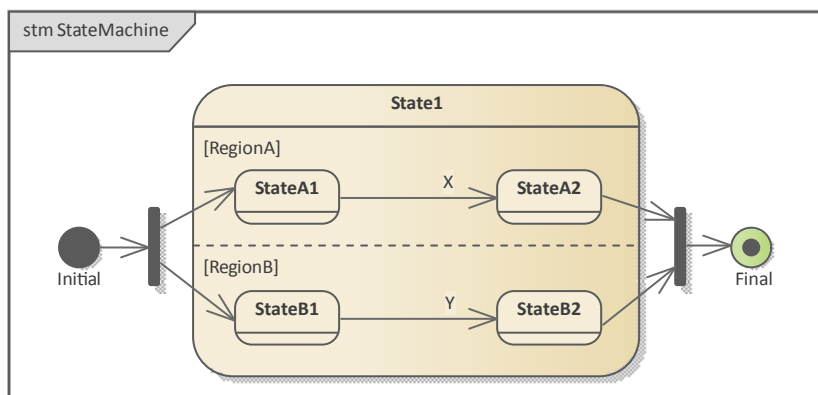 stm StateMachine
State1
[RegionA]
StateA1
X
StateA2
Initial
[RegionB]
StateB1
Y
StateB2
Final